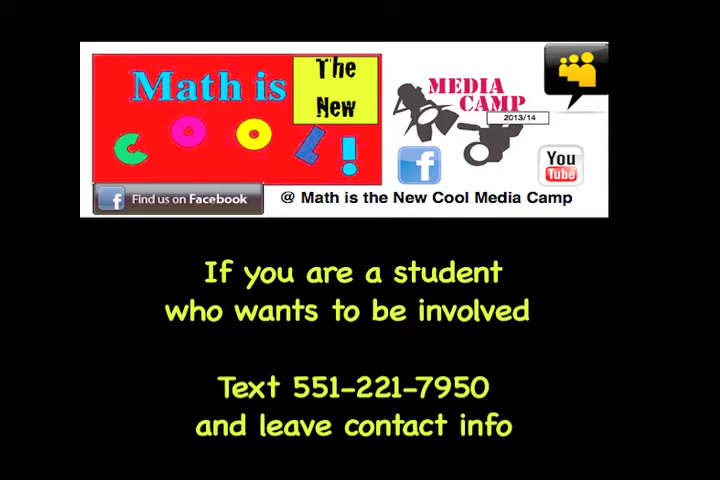 Math is
The
New
COOL!
MEDIA
CAMP
2013/14
f
You
Tube
f Find us on Facebook
@ Math is the New Cool Media Camp
If you are a student
who wants to be involved
Text 551-221-7950
and leave contact info